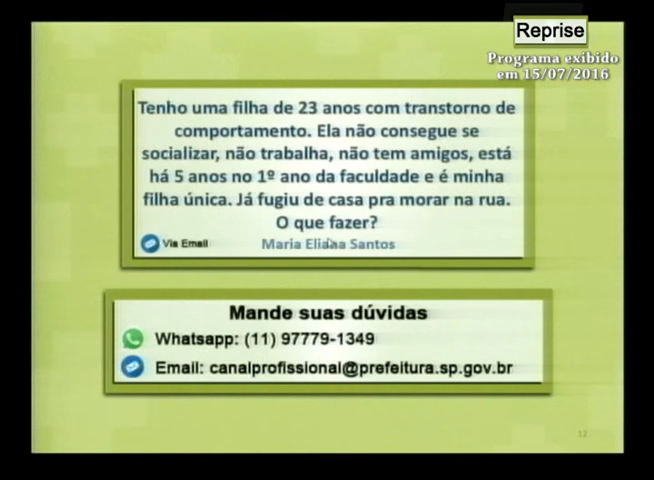 Reprise
Programa exibido
em 15/07/2016
Tenho uma filha de 23 anos com transtorno de
comportamento. Ela não consegue se
socializar, não trabalha, não tem amigos, está
há 5 anos no 1º ano da faculdade e é minha
filha única. Já fugiu de casa pra morar na rua.
O que fazer?
Via Email
Maria Eliana Santos
Mande suas dúvidas
Whatsapp: (11) 97779-1349
Email: canalprofissional@prefeitura.sp.gov.br
12